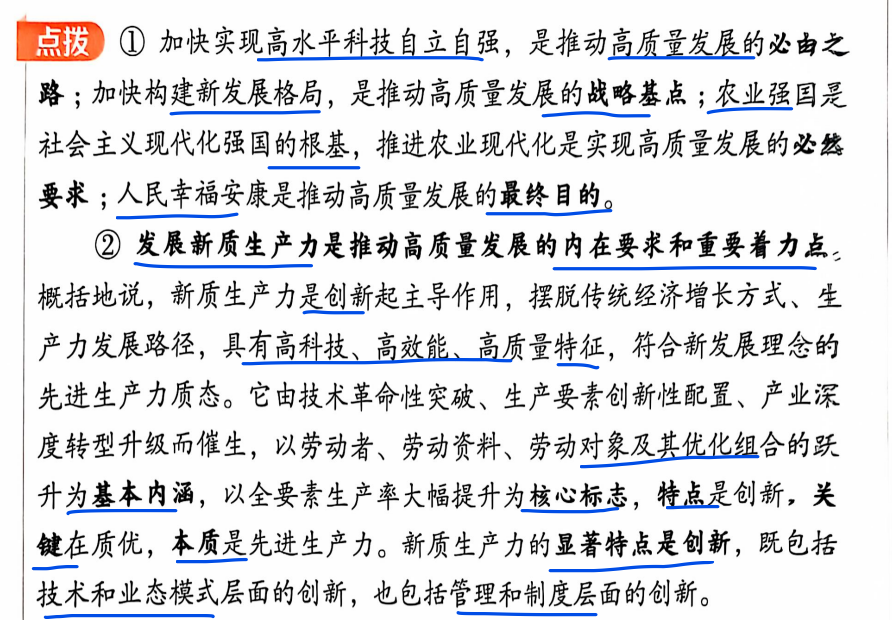 点拨 ① 加快实现高水平科技自立自强，是推动高质量发展的必由之
路；加快构建新发展格局，是推动高质量发展的战略基点；农业强国是
社会主义现代化强国的根基，推进农业现代化是实现高质量发展的必然
要求；人民幸福安康是推动高质量发展的最终目的。
② 发展新质生产力是推动高质量发展的内在要求和重要着力点。
概括地说，新质生产力是创新起主导作用，摆脱传统经济增长方式、生
产力发展路径，具有高科技、高效能、高质量特征，符合新发展理念的
先进生产力质态。它由技术革命性突破、生产要素创新性配置、产业深
度转型升级而催生，以劳动者、劳动资料、劳动对象及其优化组合的跃
升为基本内涵，以全要素生产率大幅提升为核心标志，特点是创新，关
键在质优，本质是先进生产力。新质生产力的显著特点是创新，既包括
技术和业态模式层面的创新，也包括管理和制度层面的创新。